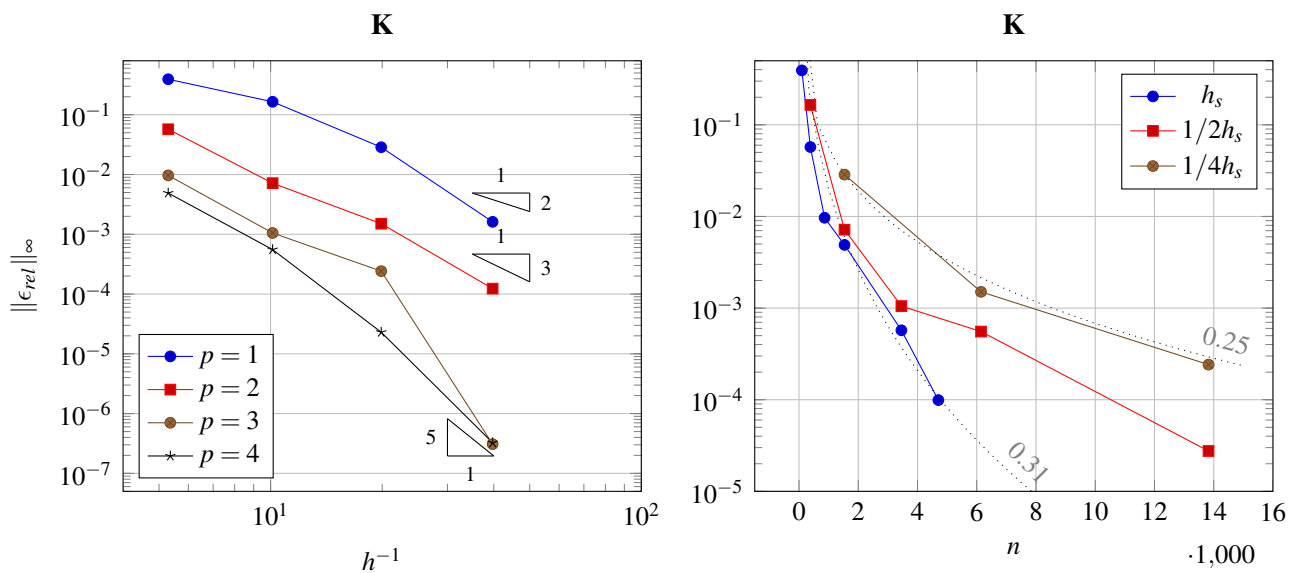 K
K
10^{-1}
10^{-2}
10^{-3}
10^{-4}
10^{-5}
10^{-6}
10^{-7}
10^1
10^2
h^{-1}
||ϵ_{rel}||_∞
1
2
1
3
5
1
p = 1
p = 2
p = 3
p = 4
10^{-1}
10^{-2}
10^{-3}
10^{-4}
10^{-5}
0 2 4 6 8 10 12 14 16
n
·1,000
h_s
1/2h_s
1/4h_s
0.25
0.31